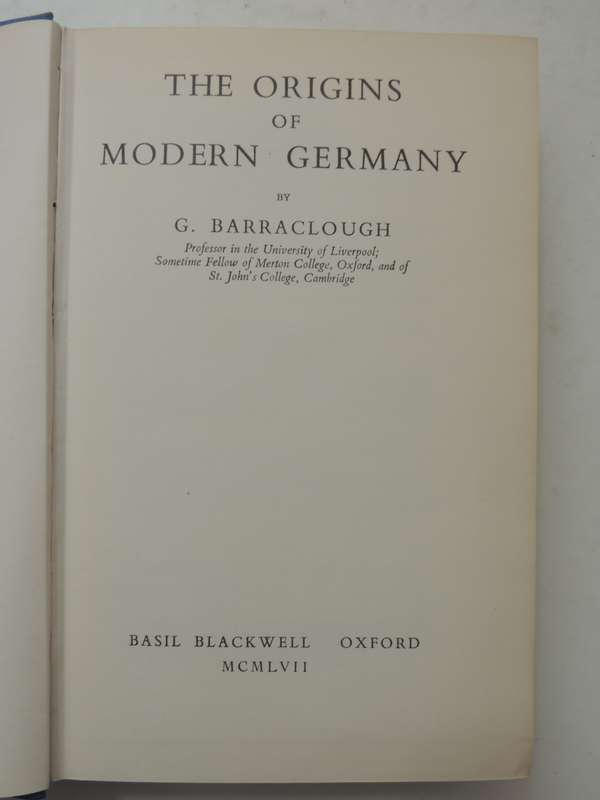 THE ORIGINS
OF
MODERN GERMANY
BY
G. BARRACLOUGH
Professor in the University of Liverpool;
Sometime Fellow of Merton College, Oxford, and of
St. John's College, Cambridge
BASIL BLACKWELL OXFORD
MCMLVII